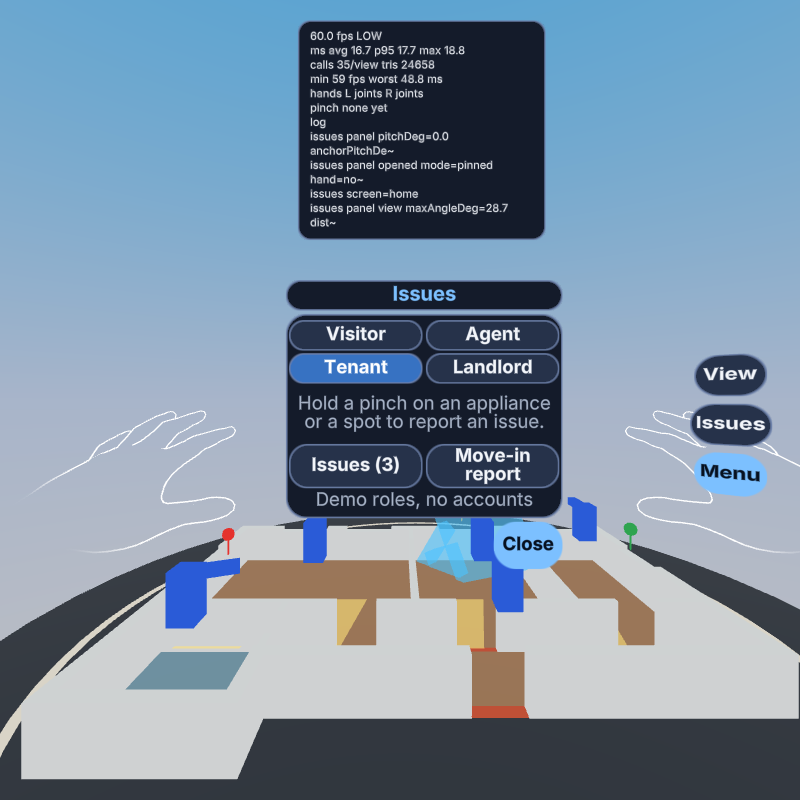 60.0 fps LOW
ms avg 16.7 p95 17.7 max 18.8
calls 35/view tris 24658
min 59 fps worst 48.8 ms
hands L joints R joints
pinch none yet
log
issues panel pitchDeg=0.0
anchorPitchDe~
issues panel opened mode=pinned
hand=no~
issues screen=home
issues panel view maxAngleDeg=28.7
dist~
Issues
Visitor
Agent
Tenant
Landlord
Hold a pinch on an appliance
or a spot to report an issue.
Issues (3)
Move-in
report
Demo roles, no accounts
Close
View
Issues
Menu